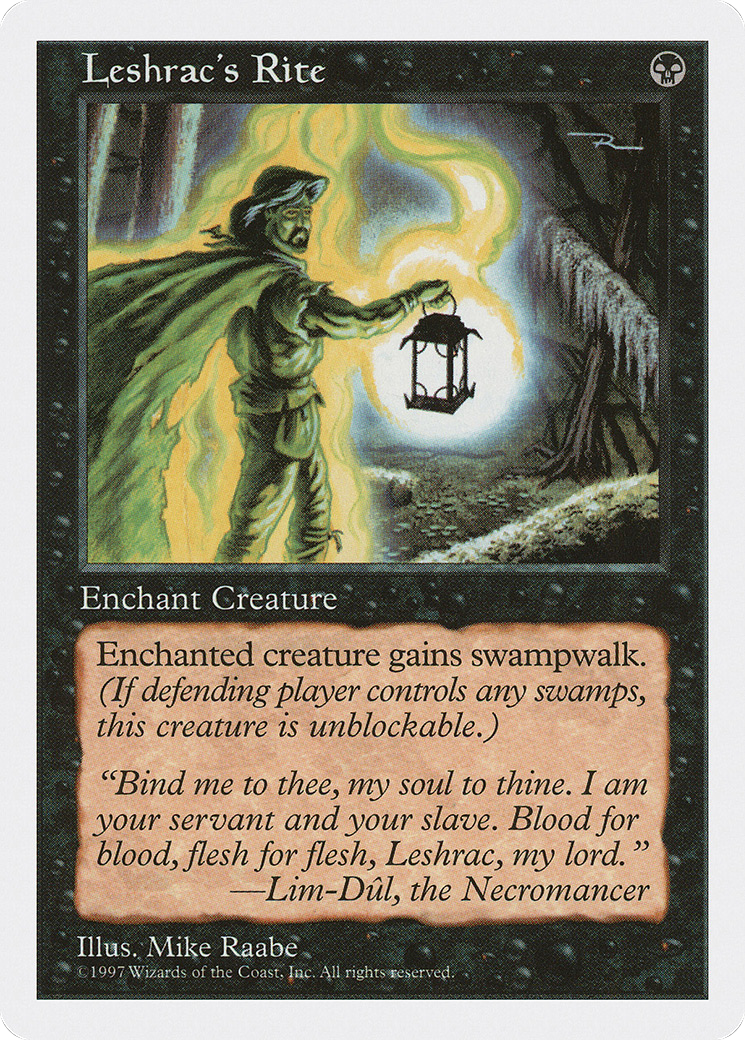 Leshrac's Rite
Enchant Creature
Enchanted creature gains swampwalk.
(If defending player controls any swamps,
this creature is unblockable.)
“Bind me to thee, my soul to thine. I am
your servant and your slave. Blood for
blood, flesh for flesh, Leshrac, my lord.”
—Lim-Dûl, the Necromancer
Illus. Mike Raabe
©1997 Wizards of the Coast, Inc. All rights reserved.